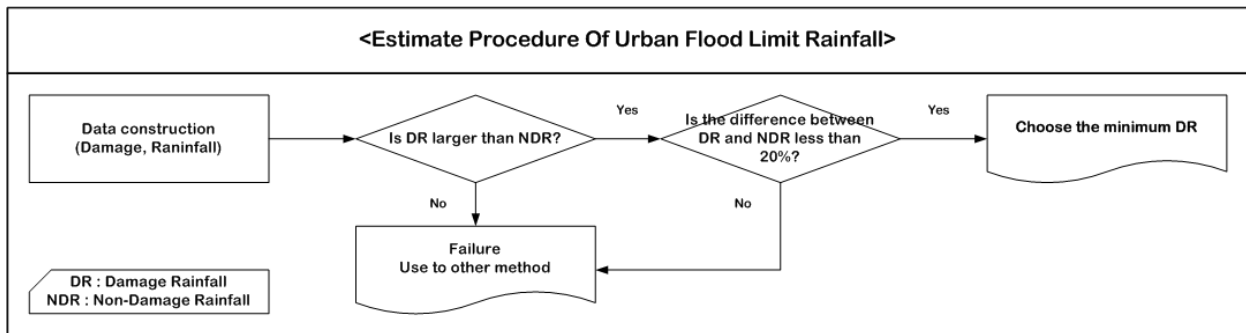 <Estimate Procedure Of Urban Flood Limit Rainfall>
Data construction
(Damage, Raninfall)
Is DR larger than NDR?
Yes
Is the difference between
DR and NDR less than
20%?
Yes
Choose the minimum DR
No
No
Failure
Use to other method
DR : Damage Rainfall
NDR : Non-Damage Rainfall